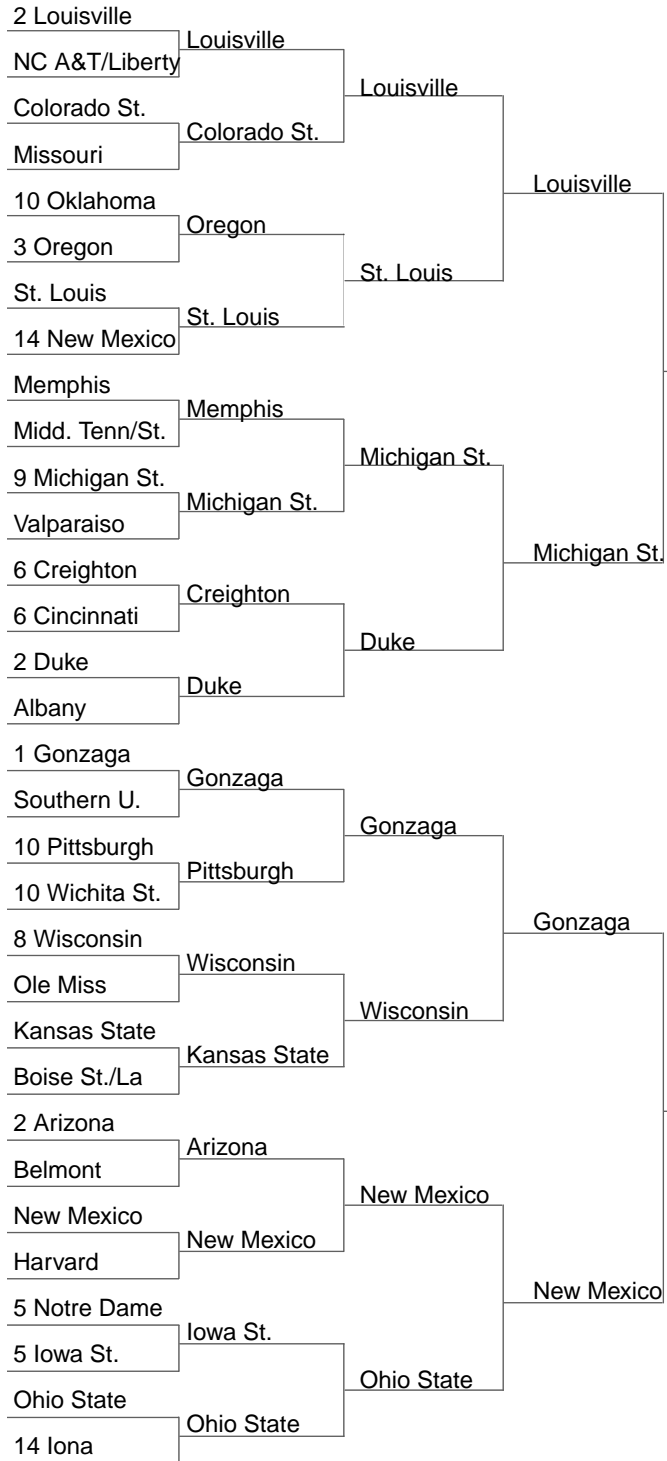 2 Louisville
NC A&T/Liberty
Colorado St.
Missouri
10 Oklahoma
3 Oregon
St. Louis
14 New Mexico
Memphis
Midd. Tenn/St.
9 Michigan St.
Valparaiso
6 Creighton
6 Cincinnati
2 Duke
Albany
1 Gonzaga
Southern U.
10 Pittsburgh
10 Wichita St.
8 Wisconsin
Ole Miss
Kansas State
Boise St./La
2 Arizona
Belmont
New Mexico
Harvard
5 Notre Dame
5 Iowa St.
Ohio State
14 Iona
Louisville
Colorado St.
Oregon
St. Louis
Memphis
Michigan St.
Creighton
Duke
Gonzaga
Pittsburgh
Wisconsin
Kansas State
Arizona
New Mexico
Iowa St.
Ohio State
Louisville
St. Louis
Michigan St.
Duke
Gonzaga
Wisconsin
New Mexico
Ohio State
Louisville
Michigan St.
Gonzaga
New Mexico